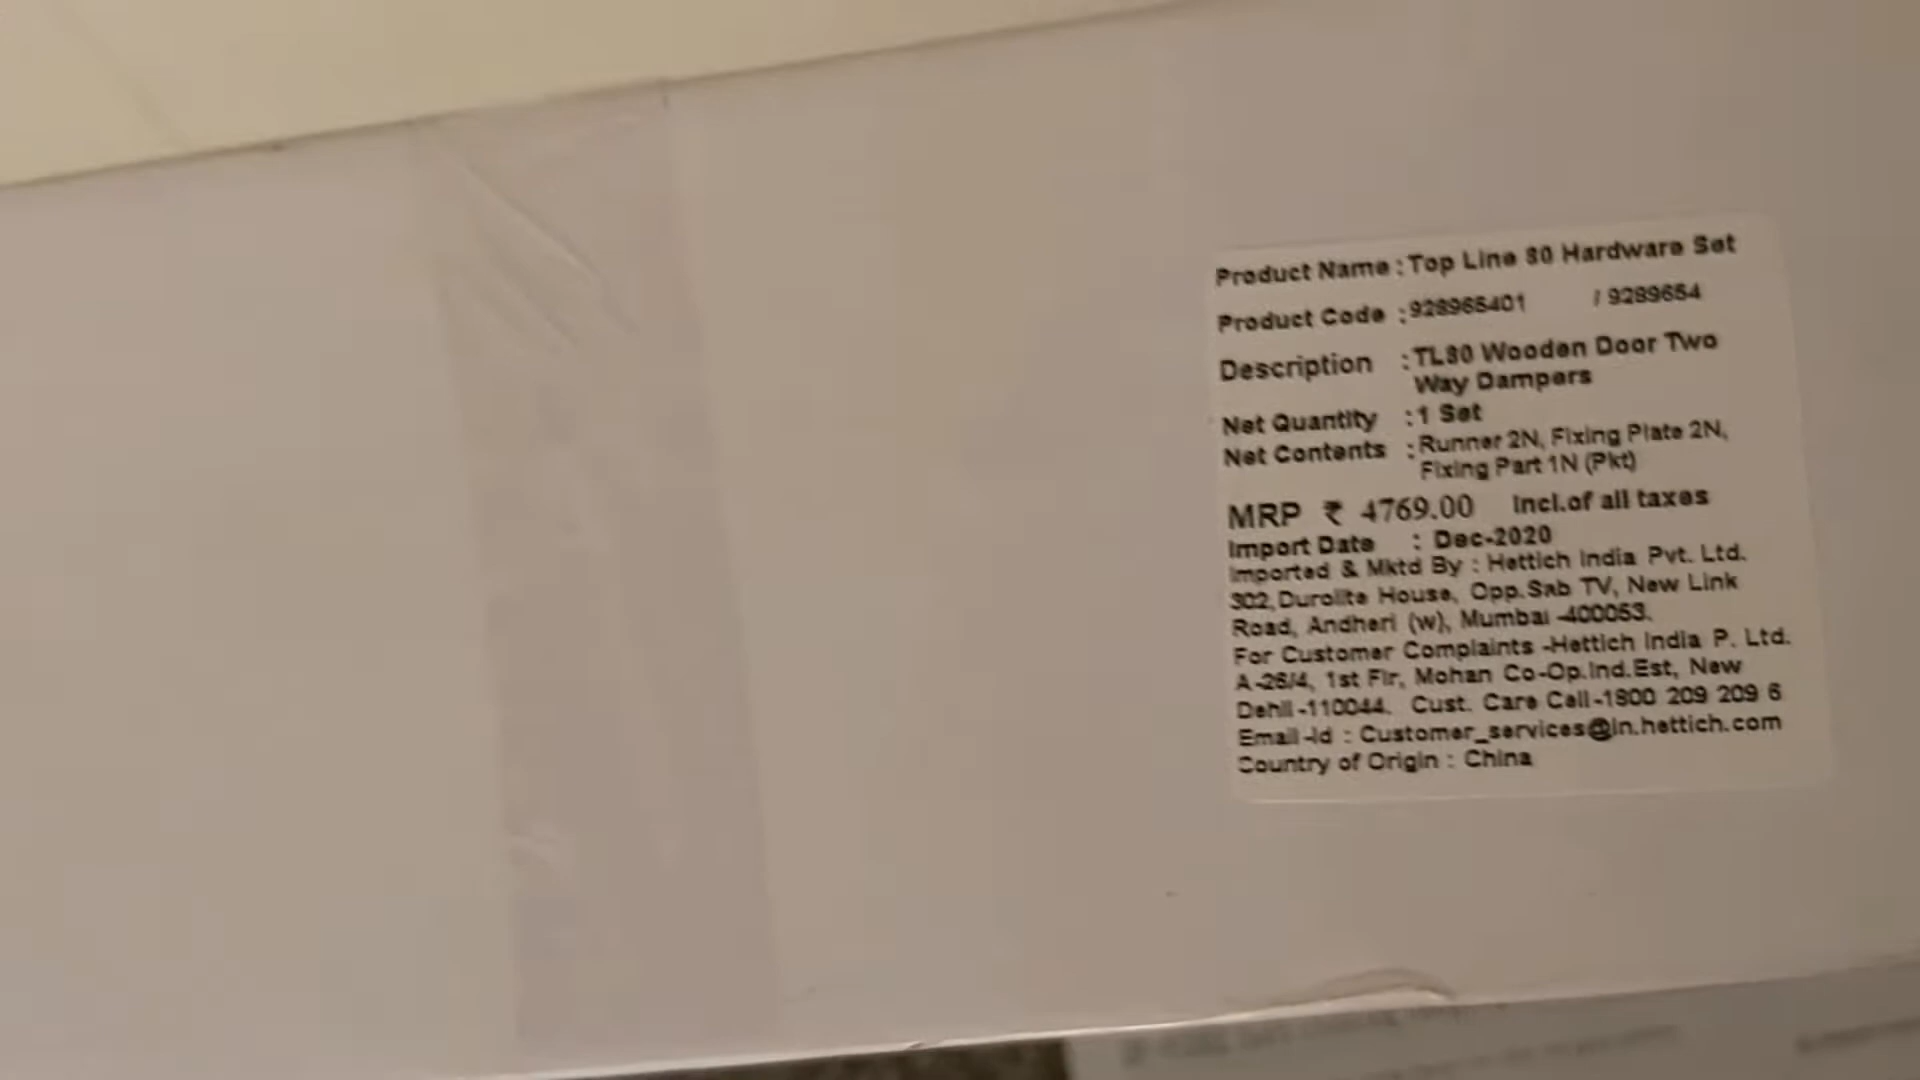 Product Name : Top Line 80 Hardware Set
Product Code : 928965401 / 9289654
Description : TL80 Wooden Door Two
Way Dampers
Net Quantity : 1 Set
Net Contents : Runner 2N, Fixing Plate 2N,
Fixing Part 1N (Pkt)
MRP ₹ 4769.00 Incl.of all taxes
Import Date : Dec-2020
Imported & Mktd By : Hettich India Pvt. Ltd.
302,Durolite House, Opp.Sab TV, New Link
Road, Andheri (w), Mumbai -400053.
For Customer Complaints -Hettich India P. Ltd.
A-26/4, 1st Flr, Mohan Co-Op.Ind.Est, New
Dehli -110044. Cust. Care Call-1800 209 209 6
Email-Id : Customer_services@in.hettich.com
Country of Origin : China